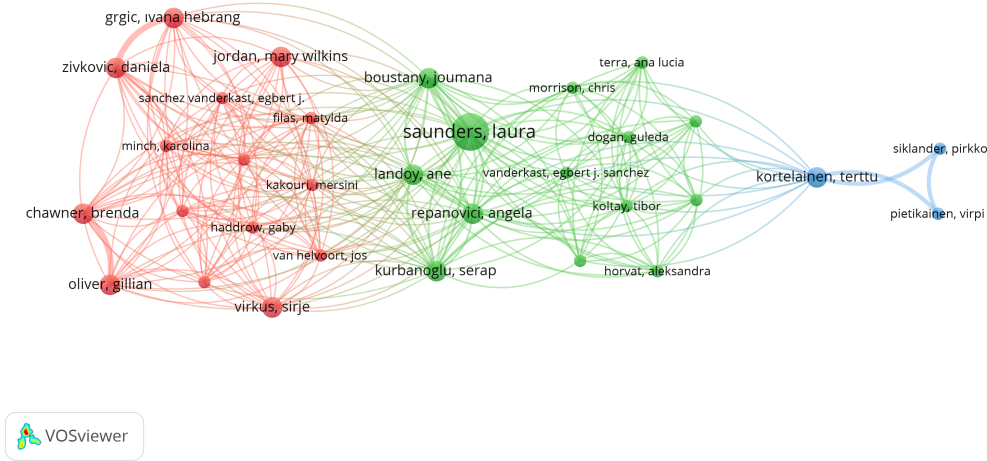 grgic, ivana hebrang
zivkovic, daniela
jordan, mary wilkins
sanchez vanderkast, egbert j.
filas, matylda
minch, karolina
kakouri, mersini
chawner, brenda
haddrow, gaby
van helvoort, jos
oliver, gillian
virkus, sirje
boustany, joumana
saunders, laura
landoy, ane
repanovici, angela
kurbanoglu, serap
terra, ana lucia
morrison, chris
dogan, guleda
vanderkast, egbert j. sanchez
koltay, tibor
horvat, aleksandra
kortelainen, terttu
siklander, pirkko
pietikainen, virpi
VOSviewer